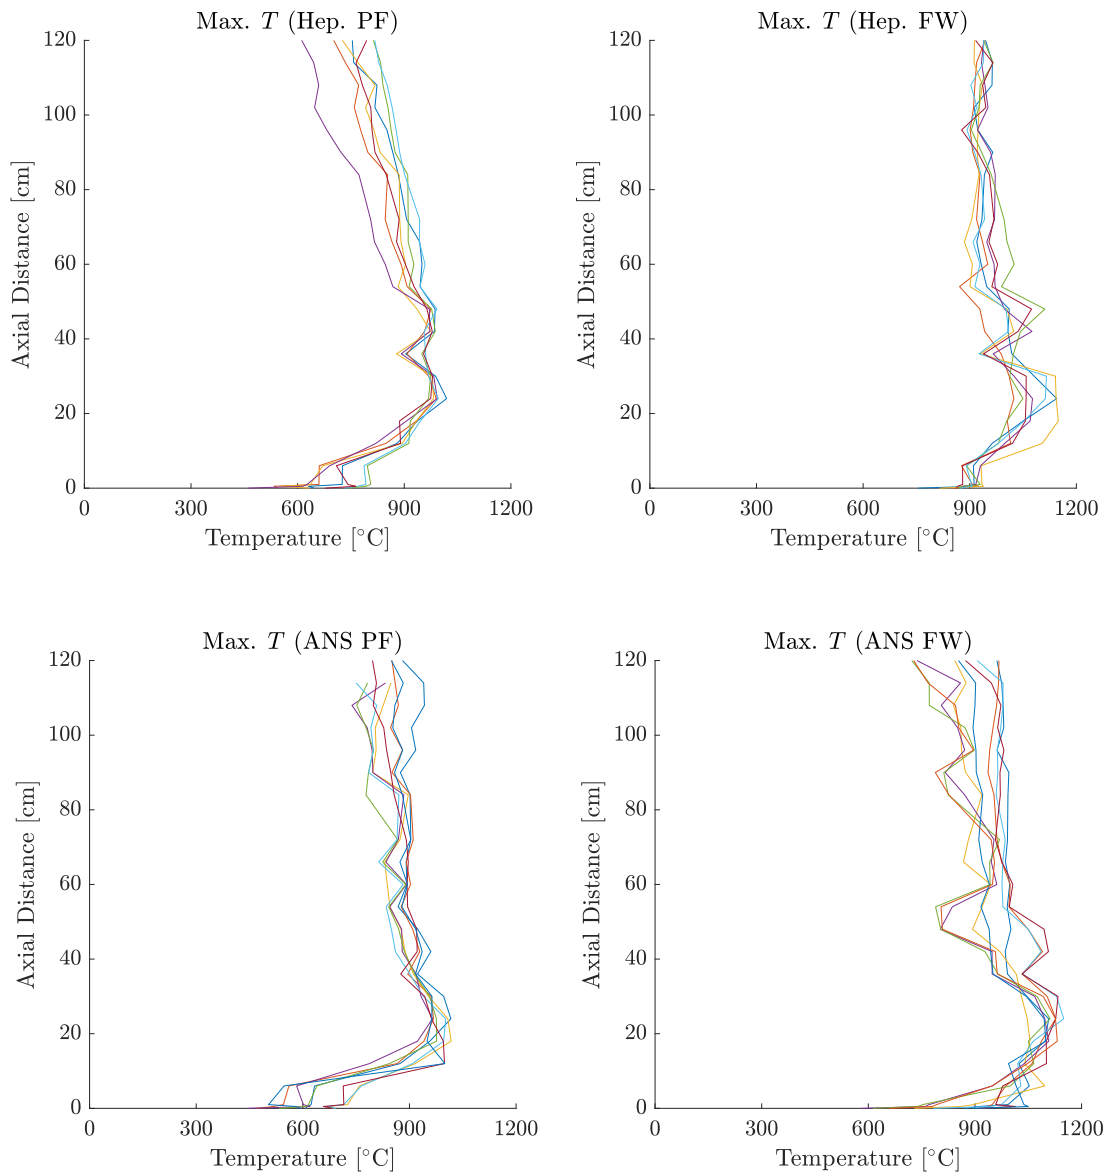 Max. T (Hep. PF)
120
100
80
60
40
20
0
Axial Distance [cm]
0 300 600 900 1200
Temperature [°C]
Max. T (Hep. FW)
120
100
80
60
40
20
0
Axial Distance [cm]
0 300 600 900 1200
Temperature [°C]
Max. T (ANS PF)
120
100
80
60
40
20
0
Axial Distance [cm]
0 300 600 900 1200
Temperature [°C]
Max. T (ANS FW)
120
100
80
60
40
20
0
Axial Distance [cm]
0 300 600 900 1200
Temperature [°C]